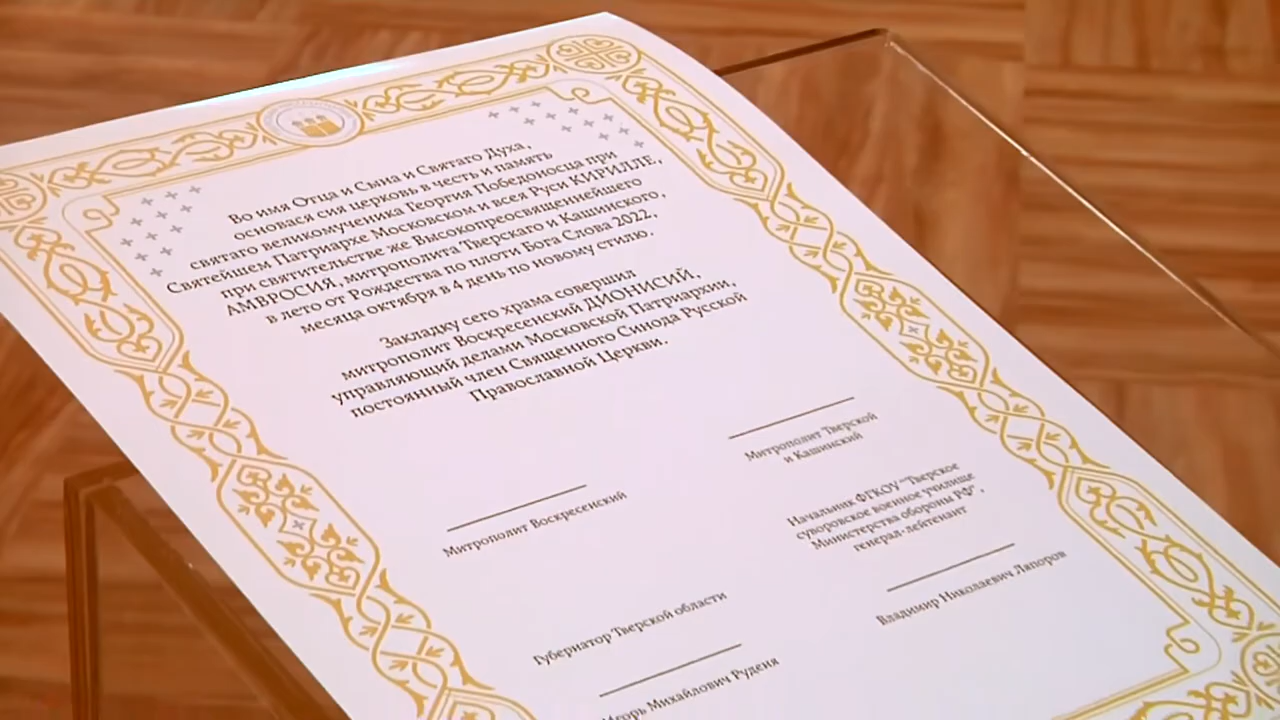 Во имя Отца и Сына и Святаго Духа,
основася сия церковь в честь и память
святаго великомученика Георгия Победоносца при
Святейшем Патриархе Московском и всея Руси КИРИЛЛЕ,
при святительстве же Высокопреосвященнейшего
АМВРОСИЯ, митрополита Тверскаго и Кашинского,
в лето от Рождества по плоти Бога Слова 2022,
месяца октября в 4 день по новому стилю.
Закладку сего храма совершил
митрополит Воскресенский ДИОНИСИЙ,
управляющий делами Московской Патриархии,
постоянный член Священного Синода Русской
Православной Церкви.
Митрополит Воскресенский
Митрополит Тверской
и Кашинский
Начальник ФГКОУ "Тверское
суворовское военное училище
Министерства обороны РФ",
генерал-лейтенант
Владимир Николаевич Ляпоров
Губернатор Тверской области
Игорь Михайлович Руденя